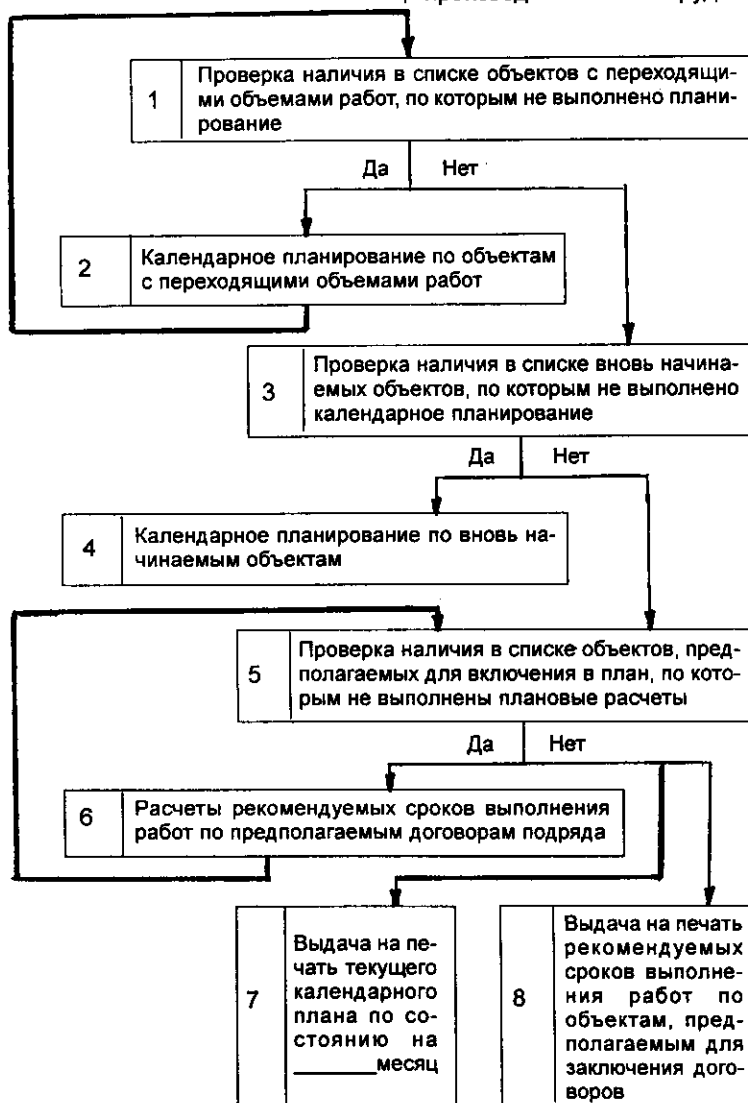 1
Проверка наличия в списке объектов с переходящи-
ми объемами работ, по которым не выполнено плани-
рование
Да
Нет
2
Календарное планирование по объектам
с переходящими объемами работ
3
Проверка наличия в списке вновь начина-
емых объектов, по которым не выполнено
календарное планирование
Да
Нет
4
Календарное планирование по вновь на-
чинаемым объектам
5
Проверка наличия в списке объектов, пред-
полагаемых для включения в план, по кото-
рым не выполнены плановые расчеты
Да
Нет
6
Расчеты рекомендуемых сроков выполнения
работ по предполагаемым договорам подряда
7
Выдача на пе-
чать текущего
календарного
плана по со-
стоянию на
______месяц
8
Выдача на печать
рекомендуемых
сроков выполне-
ния работ по
объектам, пред-
полагаемым для
заключения дого-
воров